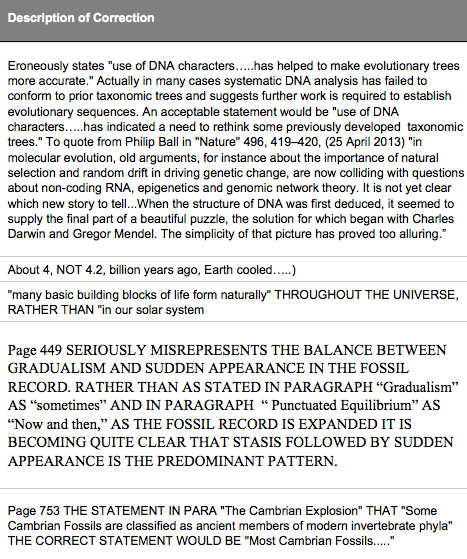 Description of Correction
Eroneously states "use of DNA characters…..has helped to make evolutionary trees
more accurate." Actually in many cases systematic DNA analysis has failed to
conform to prior taxonomic trees and suggests further work is required to establish
evolutionary sequences. An acceptable statement would be "use of DNA
characters…..has indicated a need to rethink some previously developed  taxonomic
trees." To quote from Philip Ball in "Nature" 496, 419–420, (25 April 2013) "in
molecular evolution, old arguments, for instance about the importance of natural
selection and random drift in driving genetic change, are now colliding with questions
about non-coding RNA, epigenetics and genomic network theory. It is not yet clear
which new story to tell...When the structure of DNA was first deduced, it seemed to
supply the final part of a beautiful puzzle, the solution for which began with Charles
Darwin and Gregor Mendel. The simplicity of that picture has proved too alluring.”
About 4, NOT 4.2, billion years ago, Earth cooled…..)
"many basic building blocks of life form naturally" THROUGHOUT THE UNIVERSE,
RATHER THAN "in our solar system
Page 449 SERIOUSLY MISREPRESENTS THE BALANCE BETWEEN
GRADUALISM AND SUDDEN APPEARANCE IN THE FOSSIL
RECORD. RATHER THAN AS STATED IN PARAGRAPH “Gradualism”
AS “sometimes” AND IN PARAGRAPH  “ Punctuated Equilibrium” AS
“Now and then,” AS THE FOSSIL RECORD IS EXPANDED IT IS
BECOMING QUITE CLEAR THAT STASIS FOLLOWED BY SUDDEN
APPEARANCE IS THE PREDOMINANT PATTERN.
Page 753 THE STATEMENT IN PARA "The Cambrian Explosion" THAT "Some
Cambrian Fossils are classified as ancient members of modern invertebrate phyla"
THE CORRECT STATEMENT WOULD BE "Most Cambrian Fossils....."